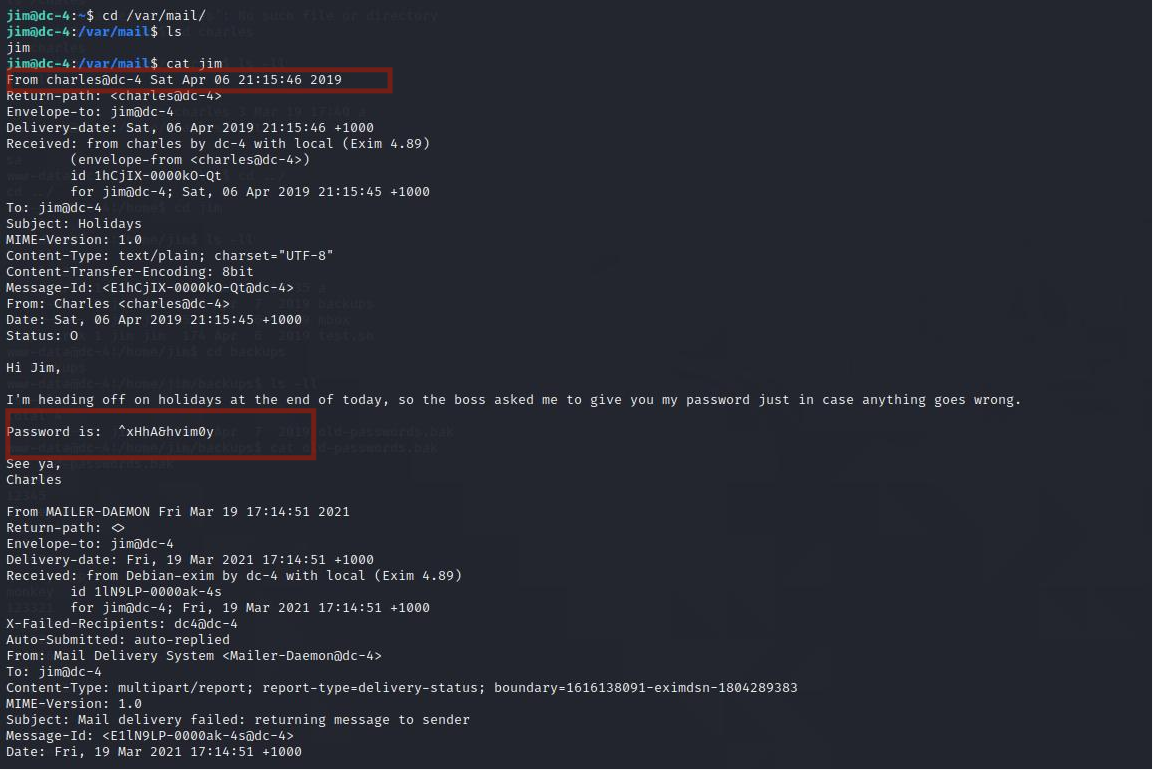 jim@dc-4:~$ cd /var/mail/
jim@dc-4:/var/mail$ ls
jim
jim@dc-4:/var/mail$ cat jim
From charles@dc-4 Sat Apr 06 21:15:46 2019
Return-path: <charles@dc-4>
Envelope-to: jim@dc-4
Delivery-date: Sat, 06 Apr 2019 21:15:46 +1000
Received: from charles by dc-4 with local (Exim 4.89)
(envelope-from <charles@dc-4>)
id 1hCjIX-0000kO-Qt
for jim@dc-4; Sat, 06 Apr 2019 21:15:45 +1000
To: jim@dc-4
Subject: Holidays
MIME-Version: 1.0
Content-Type: text/plain; charset="UTF-8"
Content-Transfer-Encoding: 8bit
Message-Id: <E1hCjIX-0000kO-Qt@dc-4>
From: Charles <charles@dc-4>
Date: Sat, 06 Apr 2019 21:15:45 +1000
Status: O
Hi Jim,
I'm heading off on holidays at the end of today, so the boss asked me to give you my password just in case anything goes wrong.
Password is:  ^xHhA&hvim0y
See ya,
Charles
From MAILER-DAEMON Fri Mar 19 17:14:51 2021
Return-path: <>
Envelope-to: jim@dc-4
Delivery-date: Fri, 19 Mar 2021 17:14:51 +1000
Received: from Debian-exim by dc-4 with local (Exim 4.89)
id 1lN9LP-0000ak-4s
for jim@dc-4; Fri, 19 Mar 2021 17:14:51 +1000
X-Failed-Recipients: dc4@dc-4
Auto-Submitted: auto-replied
From: Mail Delivery System <Mailer-Daemon@dc-4>
To: jim@dc-4
Content-Type: multipart/report; report-type=delivery-status; boundary=1616138091-eximdsn-1804289383
MIME-Version: 1.0
Subject: Mail delivery failed: returning message to sender
Message-Id: <E1lN9LP-0000ak-4s@dc-4>
Date: Fri, 19 Mar 2021 17:14:51 +1000